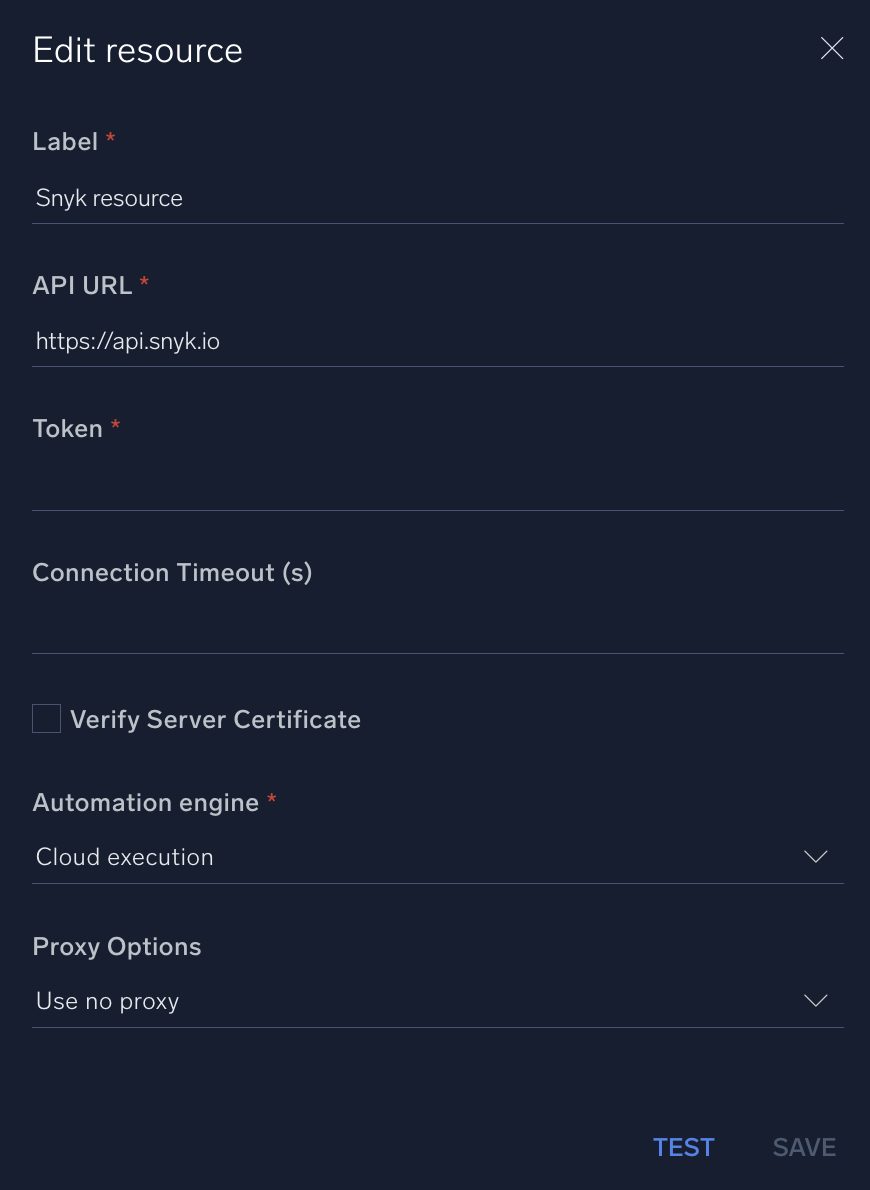 Edit resource
Label *
Snyk resource
API URL *
https://api.snyk.io
Token *
Connection Timeout (s)
Verify Server Certificate
Automation engine *
Cloud execution
Proxy Options
Use no proxy
TEST SAVE